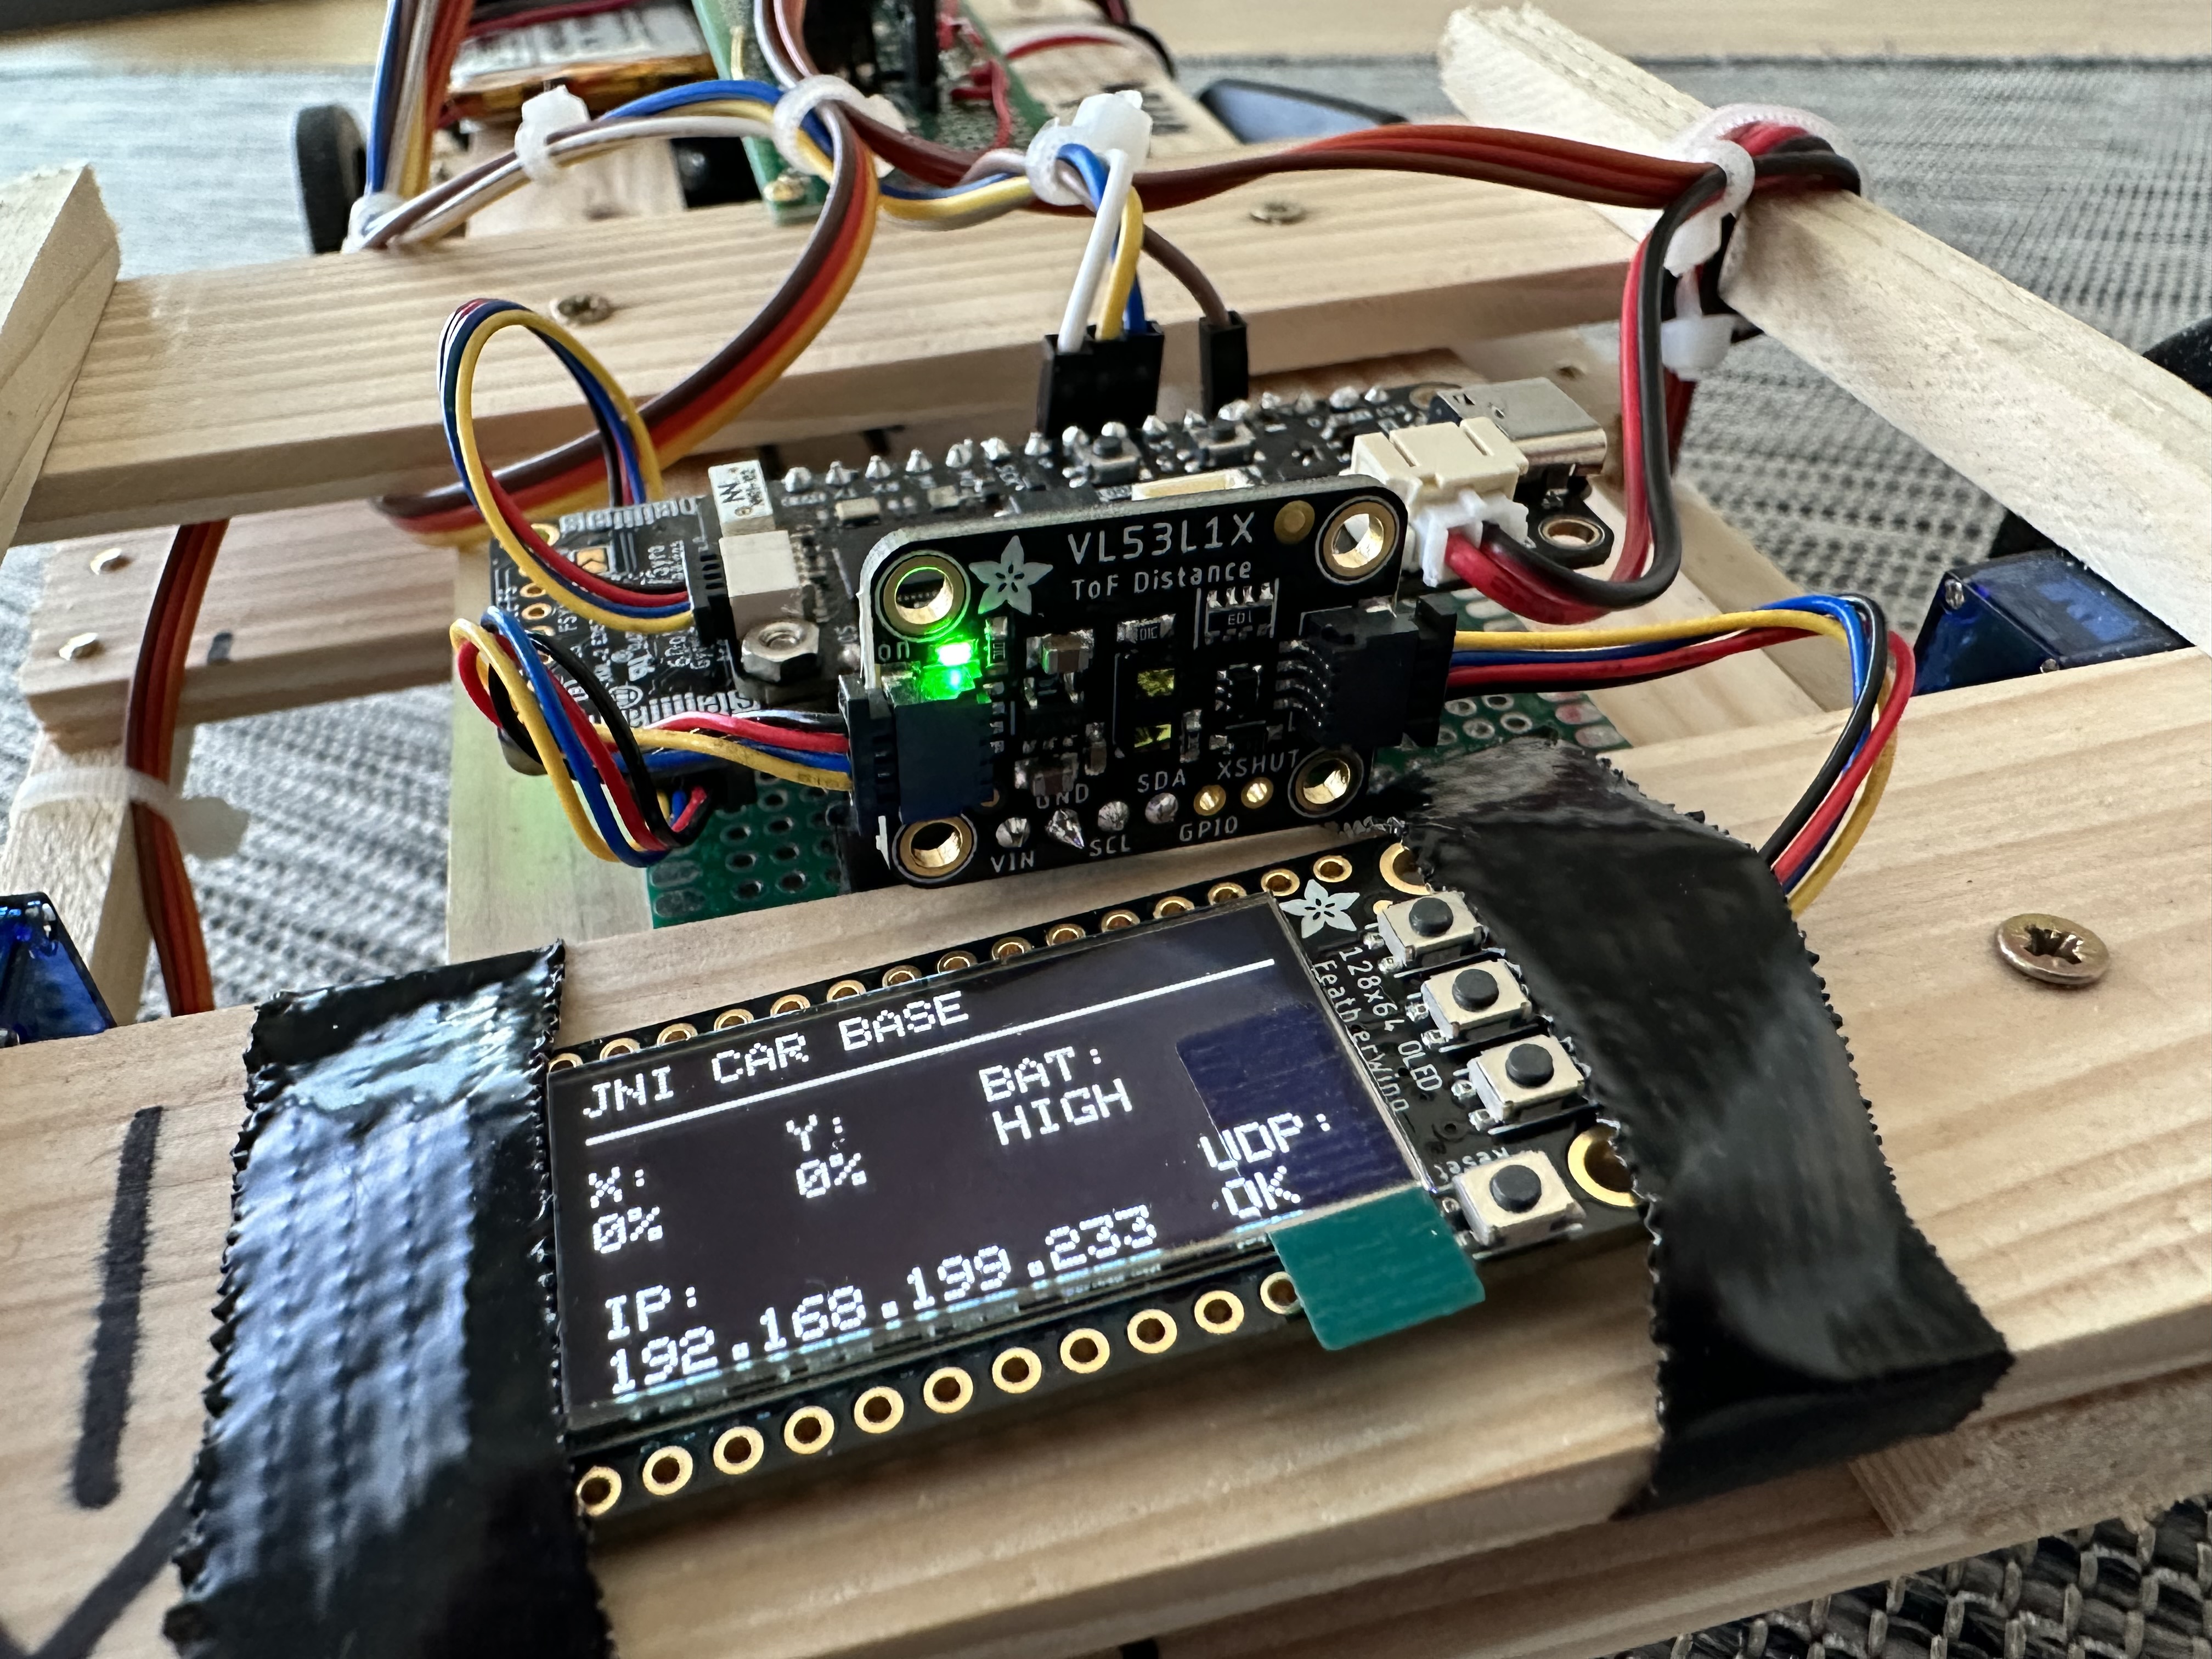 VL53L1X
ToF Distance
on
ED1
SDA
XSHUT
GND
VIN
SCL
GPIO
128x64 OLED
FeatherWing
Reset
JNI CAR BASE
X:
0%
Y:
0%
BAT:
HIGH
UDP:
OK
IP:
192.168.199.233